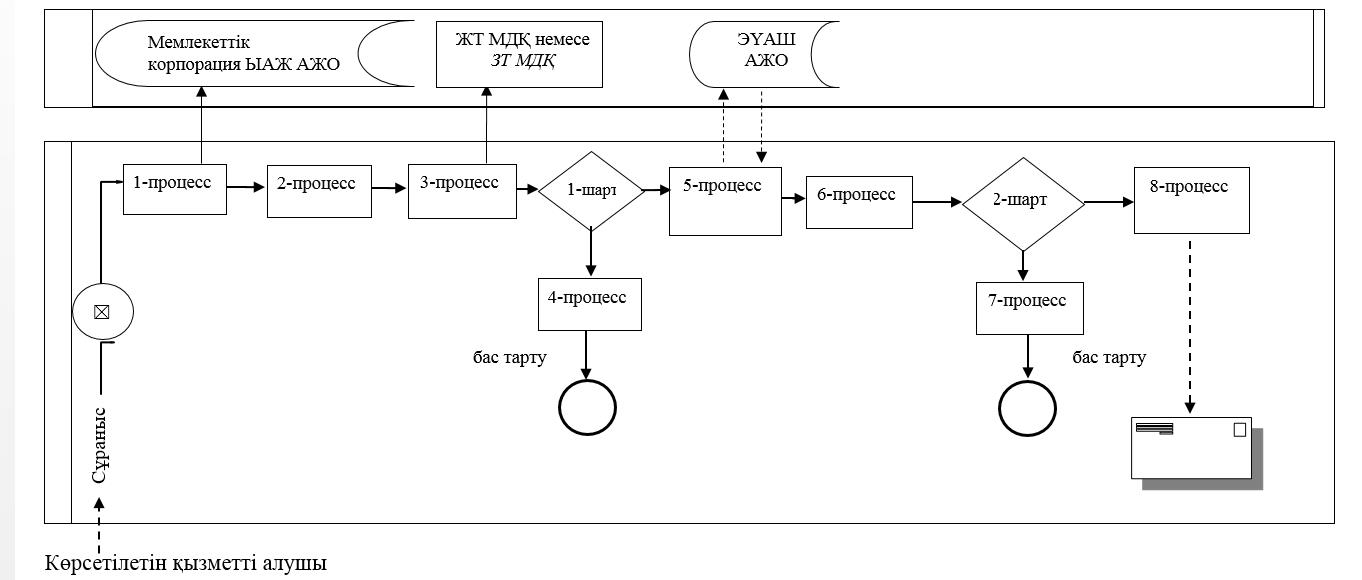 Мемлекеттік
корпорация ЫАЖ АЖО
ЖТ МДҚ немесе
ЗТ МДҚ
ЭҮАШ
АЖО
1-процесс
2-процесс
3-процесс
1-шарт
5-процесс
6-процесс
2-шарт
8-процесс
4-процесс
7-процесс
бас тарту
бас тарту
Сұраныс
Көрсетілетін қызметті алушы